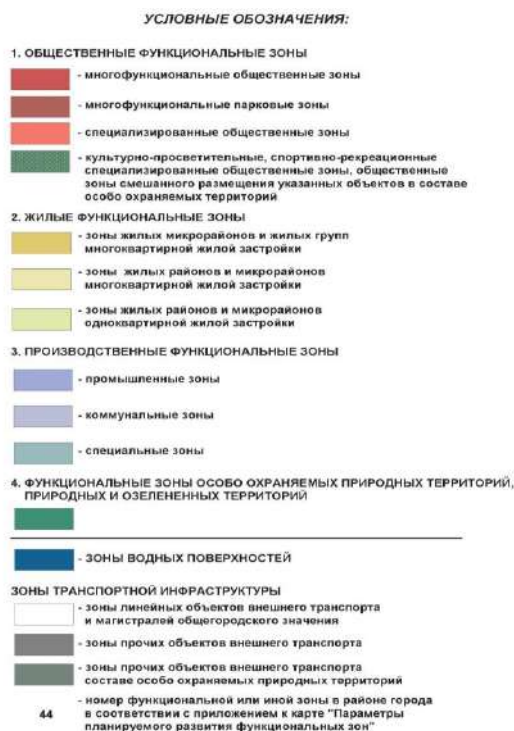 УСЛОВНЫЕ ОБОЗНАЧЕНИЯ:
1. ОБЩЕСТВЕННЫЕ ФУНКЦИОНАЛЬНЫЕ ЗОНЫ
- многофункциональные общественные зоны
- многофункциональные парковые зоны
- специализированные общественные зоны
- культурно-просветительные, спортивно-рекреационные
специализированные общественные зоны, общественные
зоны смешанного размещения указанных объектов в составе
особо охраняемых территорий
2. ЖИЛЫЕ ФУНКЦИОНАЛЬНЫЕ ЗОНЫ
- зоны жилых микрорайонов и жилых групп
многоквартирной жилой застройки
- зоны жилых районов и микрорайонов
многоквартирной жилой застройки
- зоны жилых районов и микрорайонов
одноквартирной жилой застройки
3. ПРОИЗВОДСТВЕННЫЕ ФУНКЦИОНАЛЬНЫЕ ЗОНЫ
- промышленные зоны
- коммунальные зоны
- специальные зоны
4. ФУНКЦИОНАЛЬНЫЕ ЗОНЫ ОСОБО ОХРАНЯЕМЫХ ПРИРОДНЫХ ТЕРРИТОРИЙ,
ПРИРОДНЫХ И ОЗЕЛЕНЕННЫХ ТЕРРИТОРИЙ
- ЗОНЫ ВОДНЫХ ПОВЕРХНОСТЕЙ
ЗОНЫ ТРАНСПОРТНОЙ ИНФРАСТРУКТУРЫ
- зоны линейных объектов внешнего транспорта
и магистралей общегородского значения
- зоны прочих объектов внешнего транспорта
- зоны прочих объектов внешнего транспорта
составе особо охраняемых природных территорий
- номер функциональной или иной зоны в районе города
44 в соответствии с приложением к карте "Параметры
планируемого развития функциональных зон"